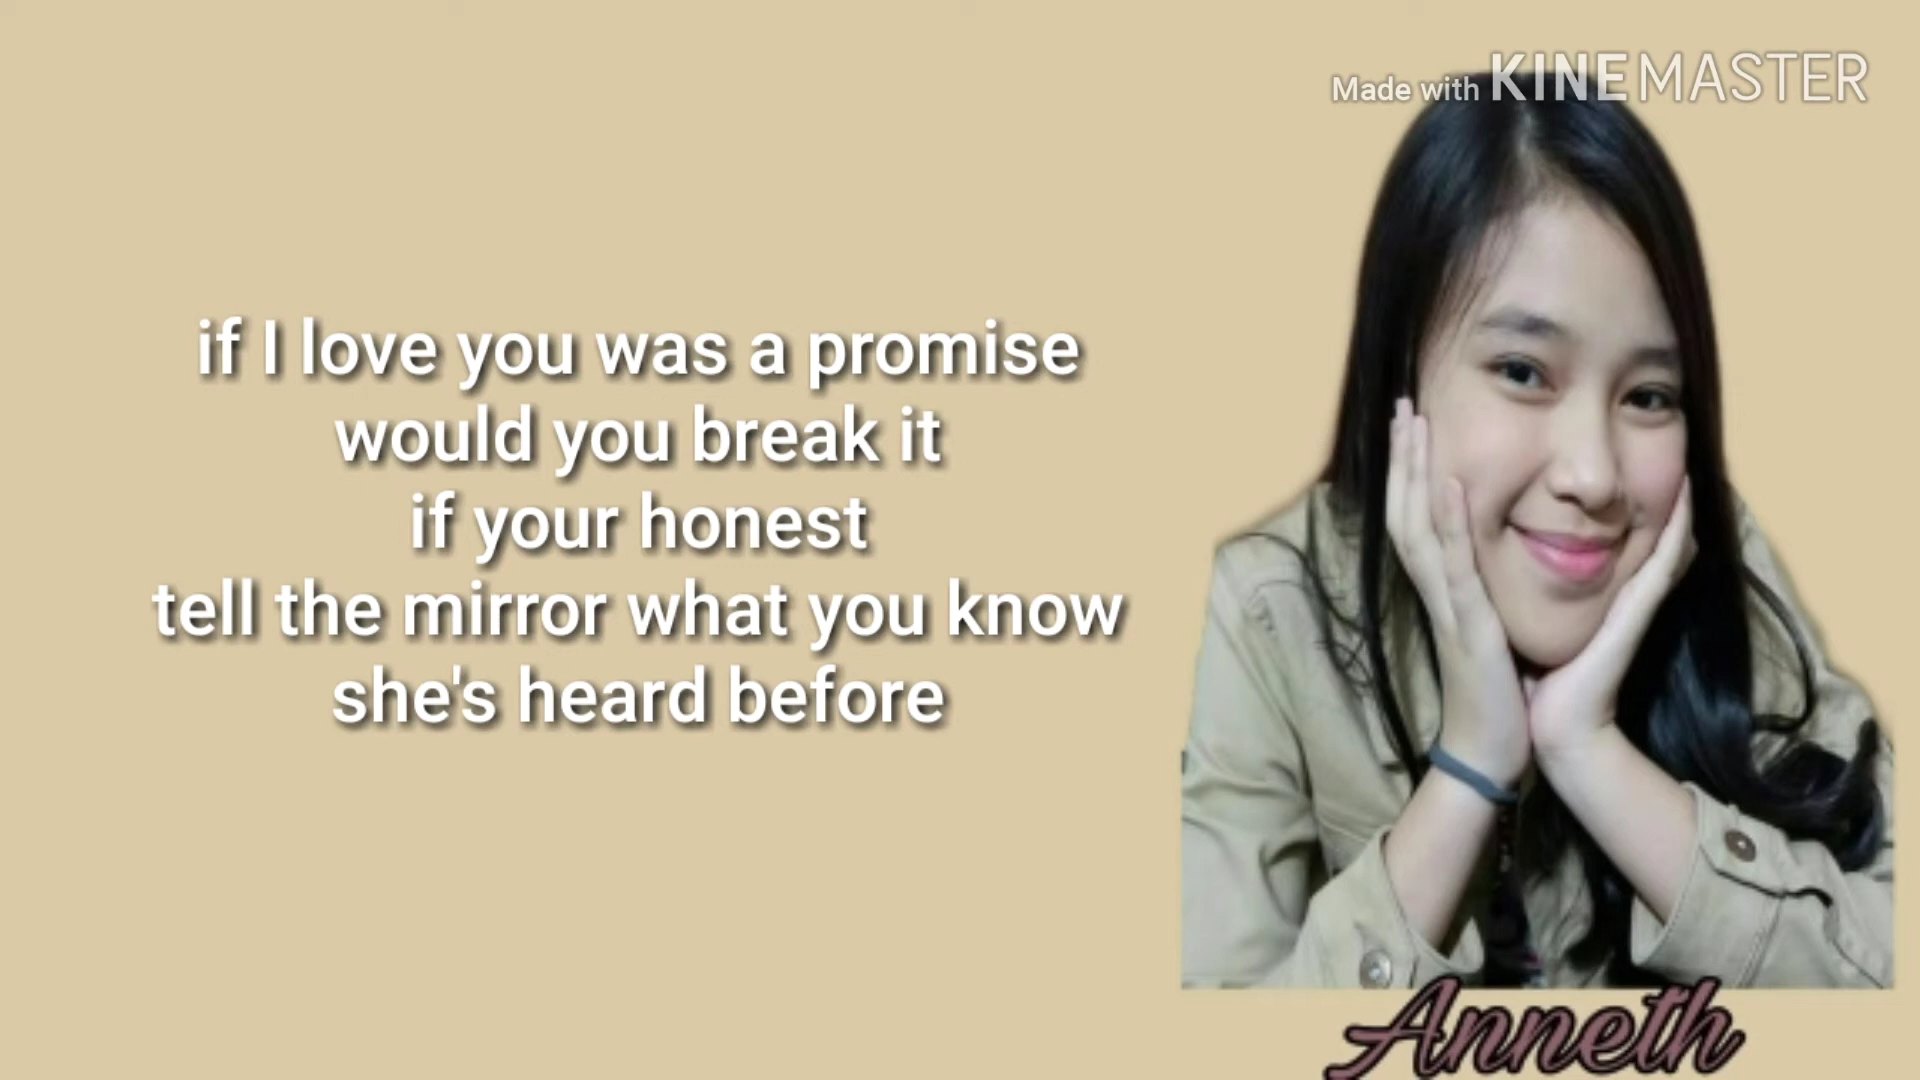 Made with KINEMASTER
if I love you was a promise
would you break it
if your honest
tell the mirror what you know
she's heard before
Anneth